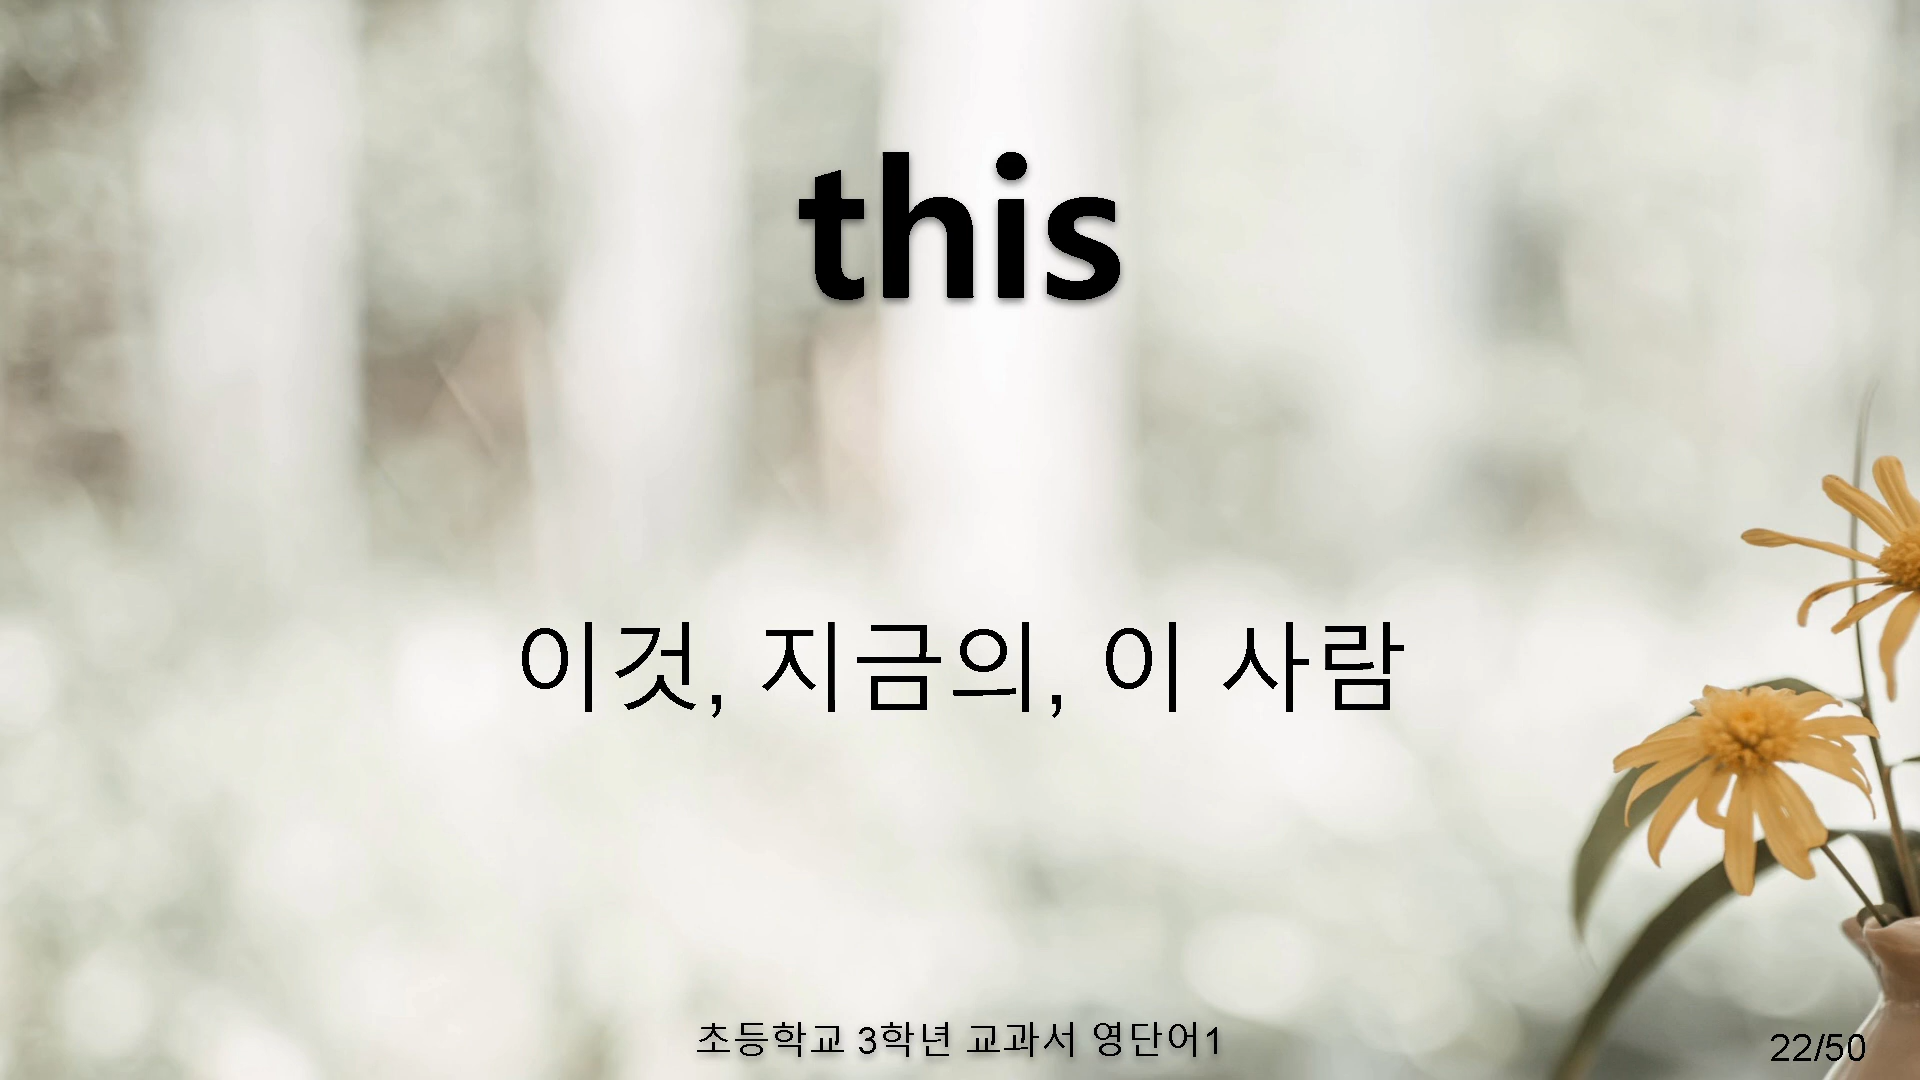 this
이것, 지금의, 이 사람
초등학교 3학년 교과서 영단어1
22/50